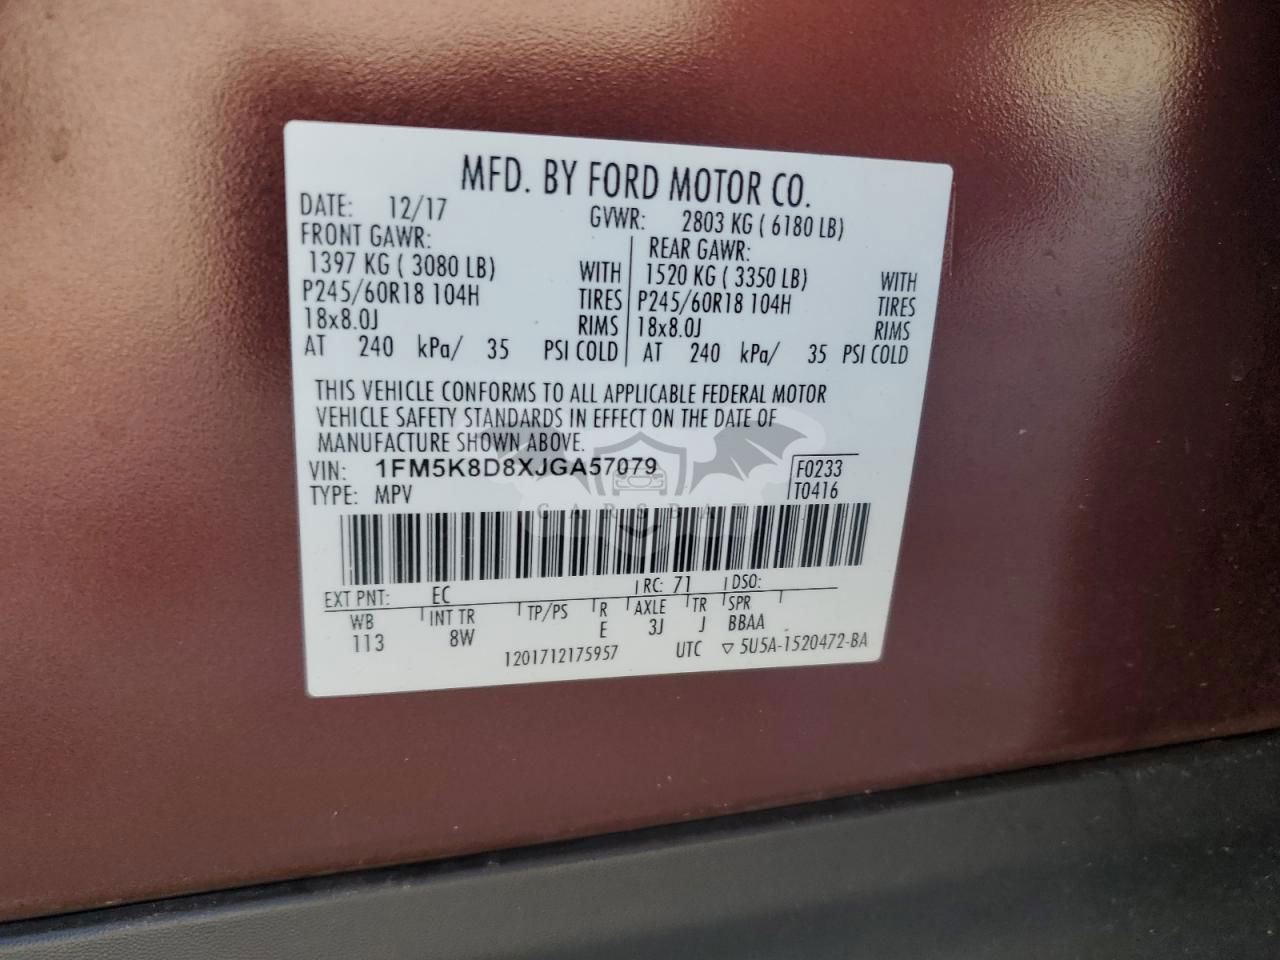 MFD. BY FORD MOTOR CO.
DATE: 12/17 GVWR: 2803 KG ( 6180 LB)
FRONT GAWR: REAR GAWR:
1397 KG ( 3080 LB) WITH 1520 KG ( 3350 LB) WITH
P245/60R18 104H TIRES P245/60R18 104H TIRES
18x8.0J RIMS 18x8.0J RIMS
AT 240 kPa/ 35 PSI COLD AT 240 kPa/ 35 PSI COLD
THIS VEHICLE CONFORMS TO ALL APPLICABLE FEDERAL MOTOR
VEHICLE SAFETY STANDARDS IN EFFECT ON THE DATE OF
MANUFACTURE SHOWN ABOVE.
VIN: 1FM5K8D8XJGA57079 F0233
TYPE: MPV T0416
CARSBAT
EXT PNT: EC RC: 71 DSO:
WB INT TR TP/PS R AXLE TR SPR
113 8W E 3J J BBAA
1201712175957 UTC ▽ 5U5A-1520472-BA